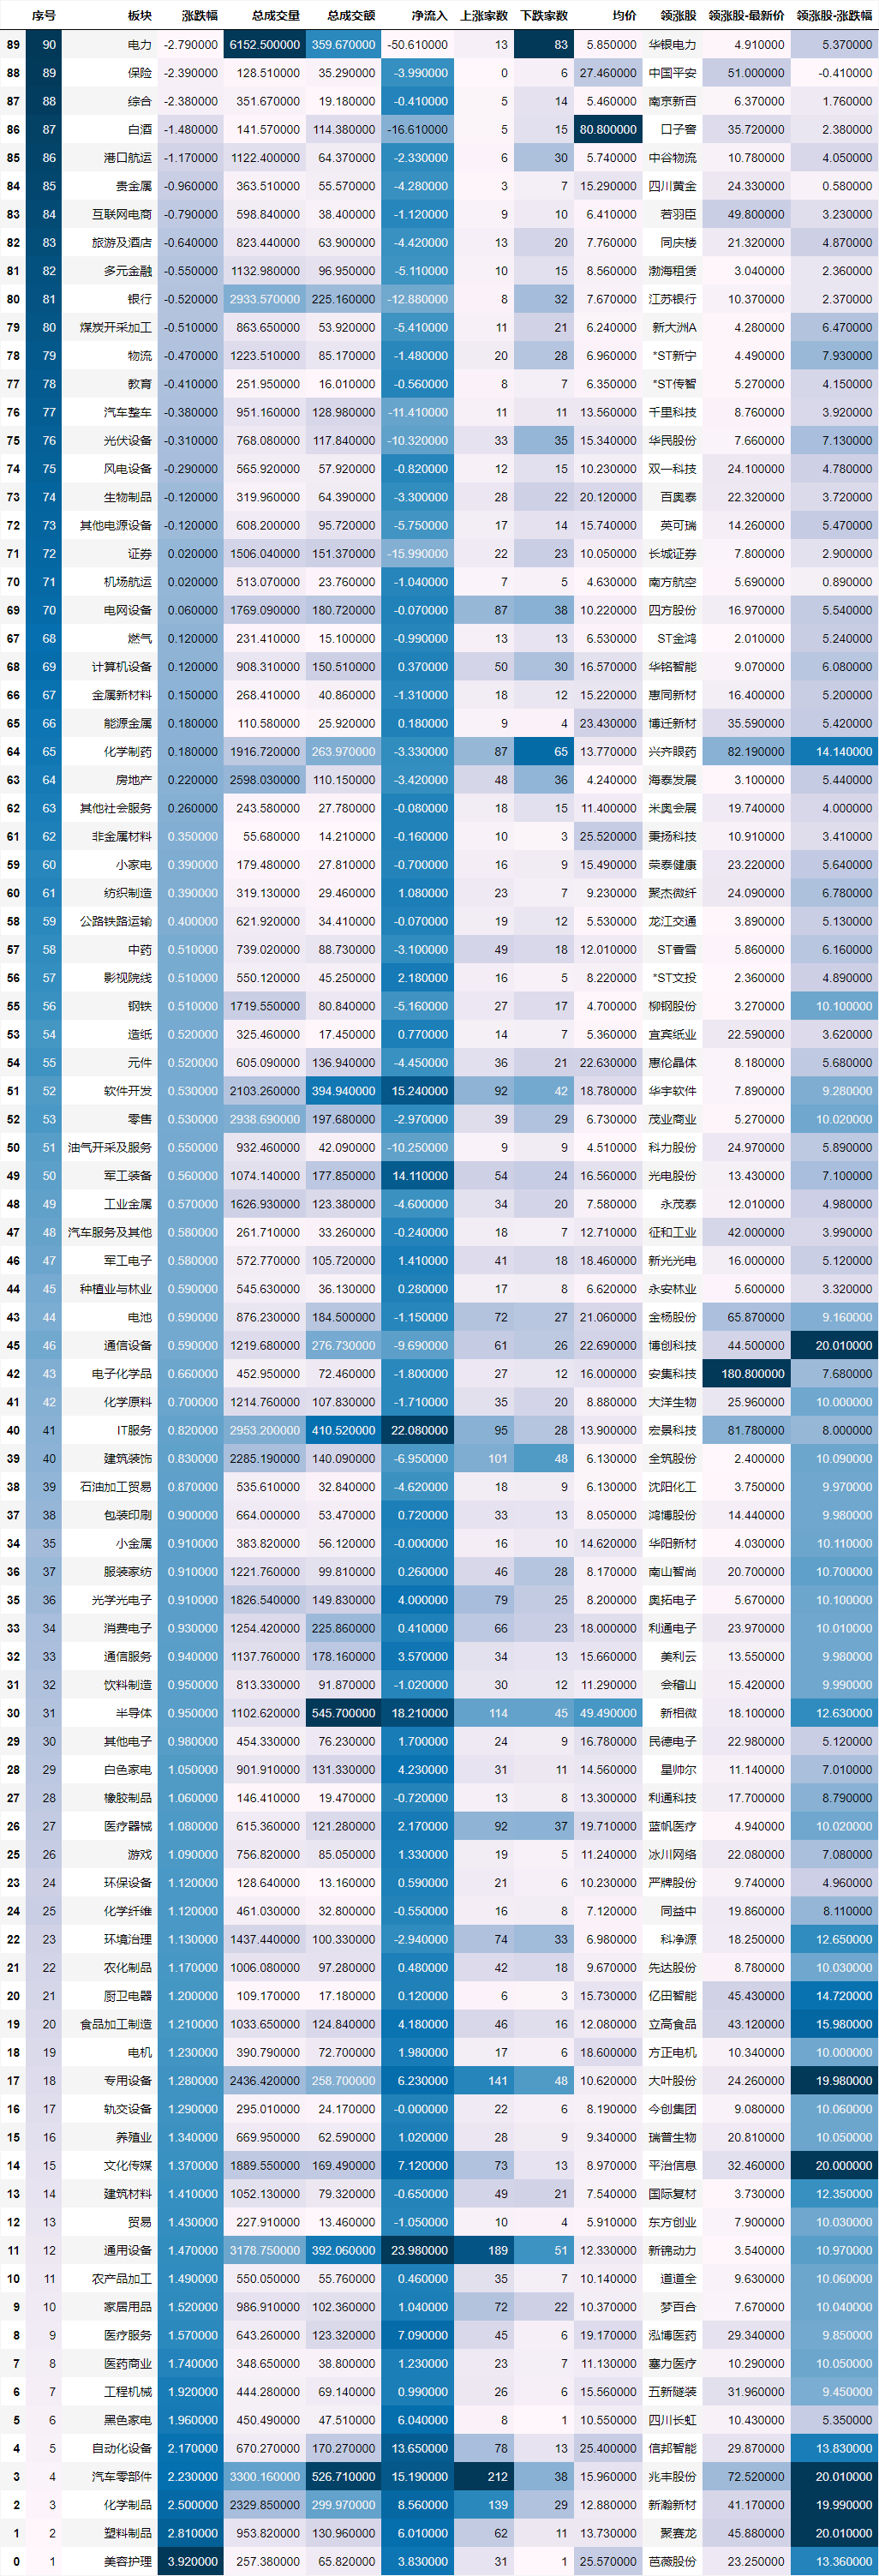 序号 板块 涨跌幅 总成交量 总成交额 净流入 上涨家数 下跌家数 均价 领涨股 领涨股-最新价 领涨股-涨跌幅
89 90 电力 -2.790000 6152.500000 359.670000 -50.610000 13 83 5.850000 华银电力 4.910000 5.370000
88 89 保险 -2.390000 128.510000 35.290000 -3.990000 0 6 27.460000 中国平安 51.000000 -0.410000
87 88 综合 -2.380000 351.670000 19.180000 -0.410000 5 14 5.460000 南京新百 6.370000 1.760000
86 87 白酒 -1.480000 141.570000 114.380000 -16.610000 5 15 80.800000 口子窖 35.720000 2.380000
85 86 港口航运 -1.170000 1122.400000 64.370000 -2.330000 6 30 5.740000 中谷物流 10.780000 4.050000
84 85 贵金属 -0.960000 363.510000 55.570000 -4.280000 3 7 15.290000 四川黄金 24.330000 0.580000
83 84 互联网电商 -0.790000 598.840000 38.400000 -1.120000 9 10 6.410000 若羽臣 49.800000 3.230000
82 83 旅游及酒店 -0.640000 823.440000 63.900000 -4.420000 13 20 7.760000 同庆楼 21.320000 4.870000
81 82 多元金融 -0.550000 1132.980000 96.950000 -5.110000 10 15 8.560000 渤海租赁 3.040000 2.360000
80 81 银行 -0.520000 2933.570000 225.160000 -12.880000 8 32 7.670000 江苏银行 10.370000 2.370000
79 80 煤炭开采加工 -0.510000 863.650000 53.920000 -5.410000 11 21 6.240000 新大洲A 4.280000 6.470000
78 79 物流 -0.470000 1223.510000 85.170000 -1.480000 20 28 6.960000 *ST新宁 4.490000 7.930000
77 78 教育 -0.410000 251.950000 16.010000 -0.560000 8 7 6.350000 *ST传智 5.270000 4.150000
76 77 汽车整车 -0.380000 951.160000 128.980000 -11.410000 11 11 13.560000 千里科技 8.760000 3.920000
75 76 光伏设备 -0.310000 768.080000 117.840000 -10.320000 33 35 15.340000 华民股份 7.660000 7.130000
74 75 风电设备 -0.290000 565.920000 57.920000 -0.820000 12 15 10.230000 双一科技 24.100000 4.780000
73 74 生物制品 -0.120000 319.960000 64.390000 -3.300000 28 22 20.120000 百奥泰 22.320000 3.720000
72 73 其他电源设备 -0.120000 608.200000 95.720000 -5.750000 17 14 15.740000 英可瑞 14.260000 5.470000
71 72 证券 0.020000 1506.040000 151.370000 -15.990000 22 23 10.050000 长城证券 7.800000 2.900000
70 71 机场航运 0.020000 513.070000 23.760000 -1.040000 7 5 4.630000 南方航空 5.690000 0.890000
69 70 电网设备 0.060000 1769.090000 180.720000 -0.070000 87 38 10.220000 四方股份 16.970000 5.540000
67 68 燃气 0.120000 231.410000 15.100000 -0.990000 13 13 6.530000 ST金鸿 2.010000 5.240000
68 69 计算机设备 0.120000 908.310000 150.510000 0.370000 50 30 16.570000 华铭智能 9.070000 6.080000
66 67 金属新材料 0.150000 268.410000 40.860000 -1.310000 18 12 15.220000 惠同新材 16.400000 5.200000
65 66 能源金属 0.180000 110.580000 25.920000 0.180000 9 4 23.430000 博迁新材 35.590000 5.420000
64 65 化学制药 0.180000 1916.720000 263.970000 -3.330000 87 65 13.770000 兴齐眼药 82.190000 14.140000
63 64 房地产 0.220000 2598.030000 110.150000 -3.420000 48 36 4.240000 海泰发展 3.100000 5.440000
62 63 其他社会服务 0.260000 243.580000 27.780000 -0.080000 18 15 11.400000 米奥会展 19.740000 4.000000
61 62 非金属材料 0.350000 55.680000 14.210000 -0.160000 10 3 25.520000 秉扬科技 10.910000 3.410000
59 60 小家电 0.390000 179.480000 27.810000 -0.700000 16 9 15.490000 荣泰健康 23.220000 5.640000
60 61 纺织制造 0.390000 319.130000 29.460000 1.080000 23 7 9.230000 聚杰微纤 24.090000 6.780000
58 59 公路铁路运输 0.400000 621.920000 34.410000 -0.070000 19 12 5.530000 龙江交通 3.890000 5.130000
57 58 中药 0.510000 739.020000 88.730000 -3.100000 49 18 12.010000 ST香雪 5.860000 6.160000
56 57 影视院线 0.510000 550.120000 45.250000 2.180000 16 5 8.220000 *ST文投 2.360000 4.890000
55 56 钢铁 0.510000 1719.550000 80.840000 -5.160000 27 17 4.700000 柳钢股份 3.270000 10.100000
53 54 造纸 0.520000 325.460000 17.450000 0.770000 14 7 5.360000 宜宾纸业 22.590000 3.620000
54 55 元件 0.520000 605.090000 136.940000 -4.450000 36 21 22.630000 惠伦晶体 8.180000 5.680000
51 52 软件开发 0.530000 2103.260000 394.940000 15.240000 92 42 18.780000 华宇软件 7.890000 9.280000
52 53 零售 0.530000 2938.690000 197.680000 -2.970000 39 29 6.730000 茂业商业 5.270000 10.020000
50 51 油气开采及服务 0.550000 932.460000 42.090000 -10.250000 9 9 4.510000 科力股份 24.970000 5.890000
49 50 军工装备 0.560000 1074.140000 177.850000 14.110000 54 24 16.560000 光电股份 13.430000 7.100000
48 49 工业金属 0.570000 1626.930000 123.380000 -4.600000 34 20 7.580000 永茂泰 12.010000 4.980000
47 48 汽车服务及其他 0.580000 261.710000 33.260000 -0.240000 18 7 12.710000 征和工业 42.000000 3.990000
46 47 军工电子 0.580000 572.770000 105.720000 1.410000 41 18 18.460000 新光光电 16.000000 5.120000
44 45 种植业与林业 0.590000 545.630000 36.130000 0.280000 17 8 6.620000 永安林业 5.600000 3.320000
43 44 电池 0.590000 876.230000 184.500000 -1.150000 72 27 21.060000 金杨股份 65.870000 9.160000
45 46 通信设备 0.590000 1219.680000 276.730000 -9.690000 61 26 22.690000 博创科技 44.500000 20.010000
42 43 电子化学品 0.660000 452.950000 72.460000 -1.800000 27 12 16.000000 安集科技 180.800000 7.680000
41 42 化学原料 0.700000 1214.760000 107.830000 -1.710000 35 20 8.880000 大洋生物 25.960000 10.000000
40 41 IT服务 0.820000 2953.200000 410.520000 22.080000 95 28 13.900000 宏景科技 81.780000 8.000000
39 40 建筑装饰 0.830000 2285.190000 140.090000 -6.950000 101 48 6.130000 全筑股份 2.400000 10.090000
38 39 石油加工贸易 0.870000 535.610000 32.840000 -4.620000 18 9 6.130000 沈阳化工 3.750000 9.970000
37 38 包装印刷 0.900000 664.000000 53.470000 0.720000 33 13 8.050000 鸿博股份 14.440000 9.980000
34 35 小金属 0.910000 383.820000 56.120000 -0.000000 16 10 14.620000 华阳新材 4.030000 10.110000
36 37 服装家纺 0.910000 1221.760000 99.810000 0.260000 46 28 8.170000 南山智尚 20.700000 10.700000
35 36 光学光电子 0.910000 1826.540000 149.830000 4.000000 79 25 8.200000 奥拓电子 5.670000 10.100000
33 34 消费电子 0.930000 1254.420000 225.860000 0.410000 66 23 18.000000 利通电子 23.970000 10.010000
32 33 通信服务 0.940000 1137.760000 178.160000 3.570000 34 13 15.660000 美利云 13.550000 9.980000
31 32 饮料制造 0.950000 813.330000 91.870000 -1.020000 30 12 11.290000 会稽山 15.420000 9.990000
30 31 半导体 0.950000 1102.620000 545.700000 18.210000 114 45 49.490000 新相微 18.100000 12.630000
29 30 其他电子 0.980000 454.330000 76.230000 1.700000 24 9 16.780000 民德电子 22.980000 5.120000
28 29 白色家电 1.050000 901.910000 131.330000 4.230000 31 11 14.560000 星帅尔 11.140000 7.010000
27 28 橡胶制品 1.060000 146.410000 19.470000 -0.720000 13 8 13.300000 利通科技 17.700000 8.790000
26 27 医疗器械 1.080000 615.360000 121.280000 2.170000 92 37 19.710000 蓝帆医疗 4.940000 10.020000
25 26 游戏 1.090000 756.820000 85.050000 1.330000 19 5 11.240000 冰川网络 22.080000 7.080000
23 24 环保设备 1.120000 128.640000 13.160000 0.590000 21 6 10.230000 严牌股份 9.740000 4.960000
24 25 化学纤维 1.120000 461.030000 32.800000 -0.550000 16 8 7.120000 同益中 19.860000 8.110000
22 23 环境治理 1.130000 1437.440000 100.330000 -2.940000 74 33 6.980000 科净源 18.250000 12.650000
21 22 农化制品 1.170000 1006.080000 97.280000 0.480000 42 18 9.670000 先达股份 8.780000 10.030000
20 21 厨卫电器 1.200000 109.170000 17.180000 0.120000 6 3 15.730000 亿田智能 45.430000 14.720000
19 20 食品加工制造 1.210000 1033.650000 124.840000 4.180000 46 16 12.080000 立高食品 43.120000 15.980000
18 19 电机 1.230000 390.790000 72.700000 1.980000 17 6 18.600000 方正电机 10.340000 10.000000
17 18 专用设备 1.280000 2436.420000 258.700000 6.230000 141 48 10.620000 大叶股份 24.260000 19.980000
16 17 轨交设备 1.290000 295.010000 24.170000 -0.000000 22 6 8.190000 今创集团 9.080000 10.060000
15 16 养殖业 1.340000 669.950000 62.590000 1.020000 28 9 9.340000 瑞普生物 20.810000 10.050000
14 15 文化传媒 1.370000 1889.550000 169.490000 7.120000 73 13 8.970000 平治信息 32.460000 20.000000
13 14 建筑材料 1.410000 1052.130000 79.320000 -0.650000 49 21 7.540000 国际复材 3.730000 12.350000
12 13 贸易 1.430000 227.910000 13.460000 -1.050000 10 4 5.910000 东方创业 7.900000 10.030000
11 12 通用设备 1.470000 3178.750000 392.060000 23.980000 189 51 12.330000 新锦动力 3.540000 10.970000
10 11 农产品加工 1.490000 550.050000 55.760000 0.460000 35 7 10.140000 道道全 9.630000 10.060000
9 10 家居用品 1.520000 986.910000 102.360000 1.040000 72 22 10.370000 梦百合 7.670000 10.040000
8 9 医疗服务 1.570000 643.260000 123.320000 7.090000 45 6 19.170000 泓博医药 29.340000 9.850000
7 8 医药商业 1.740000 348.650000 38.800000 1.230000 23 7 11.130000 塞力医疗 10.290000 10.050000
6 7 工程机械 1.920000 444.280000 69.140000 0.990000 26 6 15.560000 五新隧装 31.960000 9.450000
5 6 黑色家电 1.960000 450.490000 47.510000 6.040000 8 1 10.550000 四川长虹 10.430000 5.350000
4 5 自动化设备 2.170000 670.270000 170.270000 13.650000 78 13 25.400000 信邦智能 29.870000 13.830000
3 4 汽车零部件 2.230000 3300.160000 526.710000 15.190000 212 38 15.960000 兆丰股份 72.520000 20.010000
2 3 化学制品 2.500000 2329.850000 299.970000 8.560000 139 29 12.880000 新瀚新材 41.170000 19.990000
1 2 塑料制品 2.810000 953.820000 130.960000 6.010000 62 11 13.730000 聚赛龙 45.880000 20.010000
0 1 美容护理 3.920000 257.380000 65.820000 3.830000 31 1 25.570000 芭薇股份 23.250000 13.360000